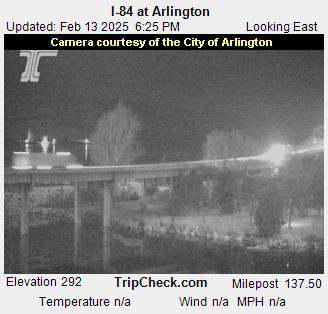 I-84 at Arlington
Updated: Feb 13 2025 6:25 PM Looking East
Camera courtesy of the City of Arlington
Elevation 292 TripCheck.com Milepost 137.50
Temperature n/a Wind n/a MPH n/a